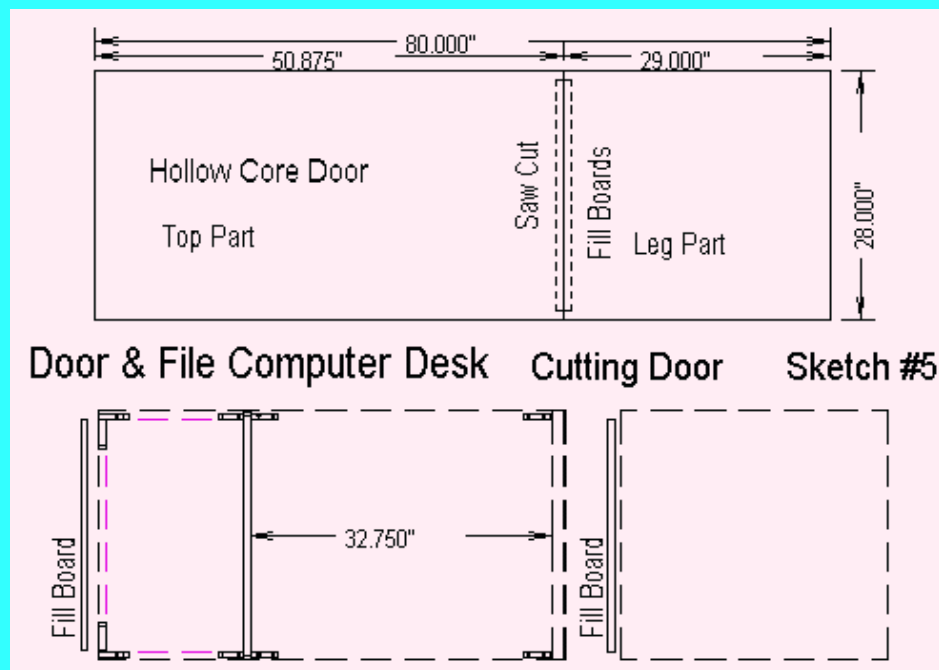 80.000"
50.875"
29.000"
Hollow Core Door
Top Part
Saw Cut
Fill Boards
Leg Part
28.000"
Door & File Computer Desk Cutting Door Sketch #5
Fill Board
32.750"
Fill Board